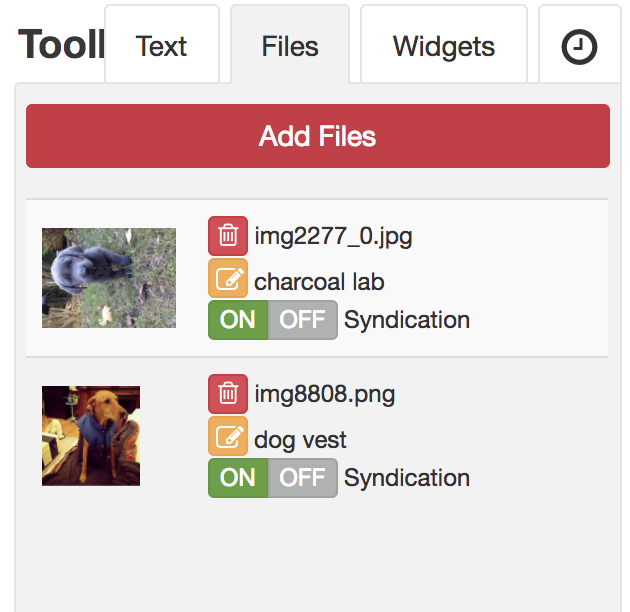 Text Files Widgets
Add Files
img2277_0.jpg
charcoal lab
ON OFF Syndication
img8808.png
dog vest
ON OFF Syndication